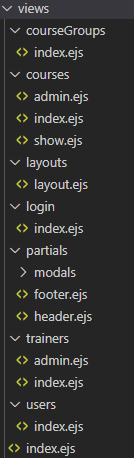 views
courseGroups
index.ejs
courses
admin.ejs
index.ejs
show.ejs
layouts
layout.ejs
login
index.ejs
partials
modals
footer.ejs
header.ejs
trainers
admin.ejs
index.ejs
users
index.ejs
index.ejs